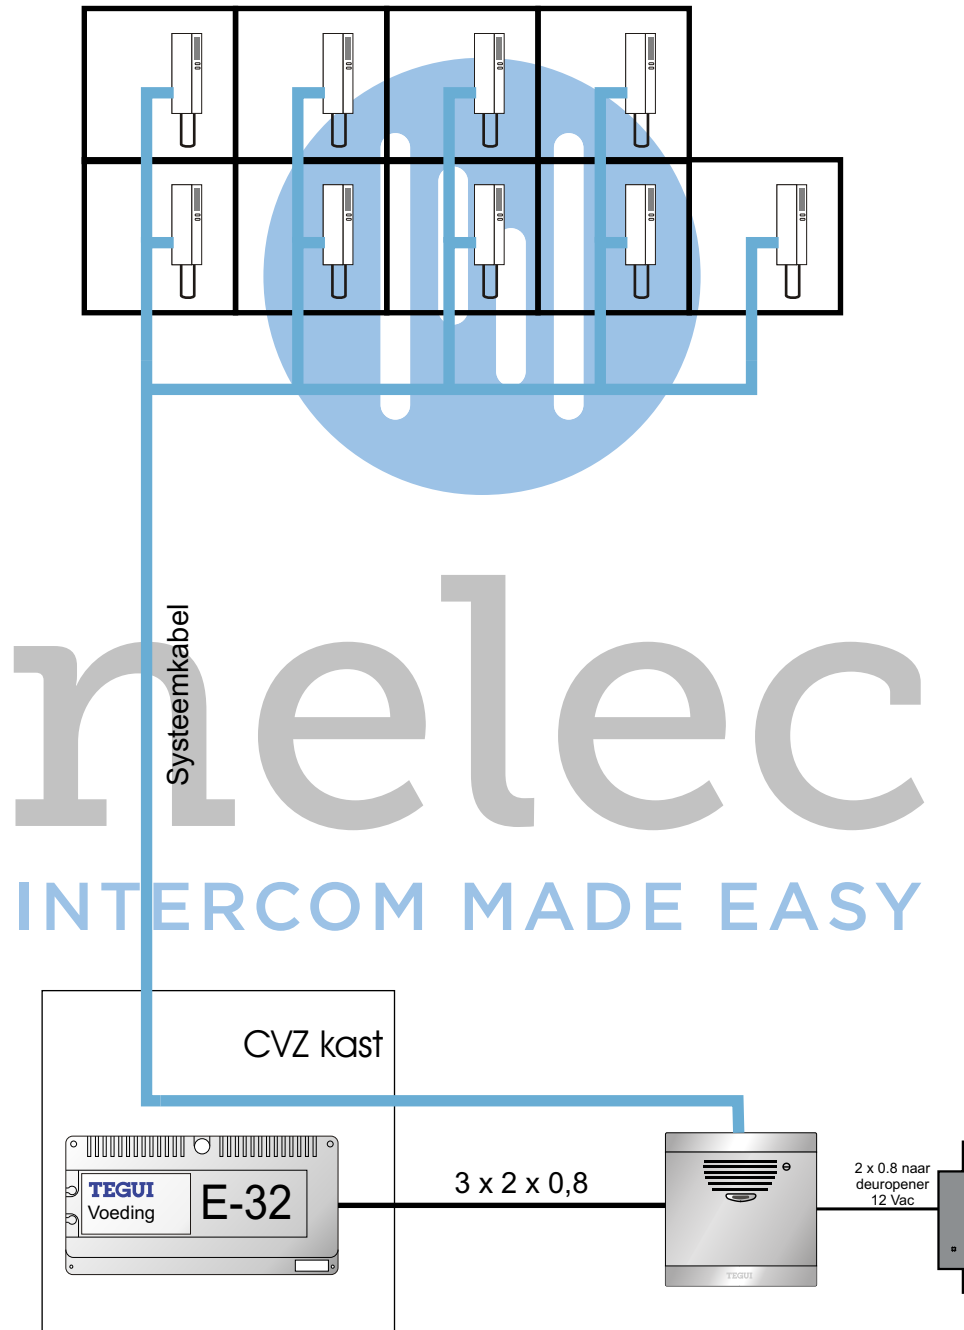 Systeemkabel
nelec
INTERCOM MADE EASY
CVZ kast
TEGUI
Voeding
E-32
3 x 2 x 0,8
TEGUI
2 x 0.8 naar
deuropener
12 Vac